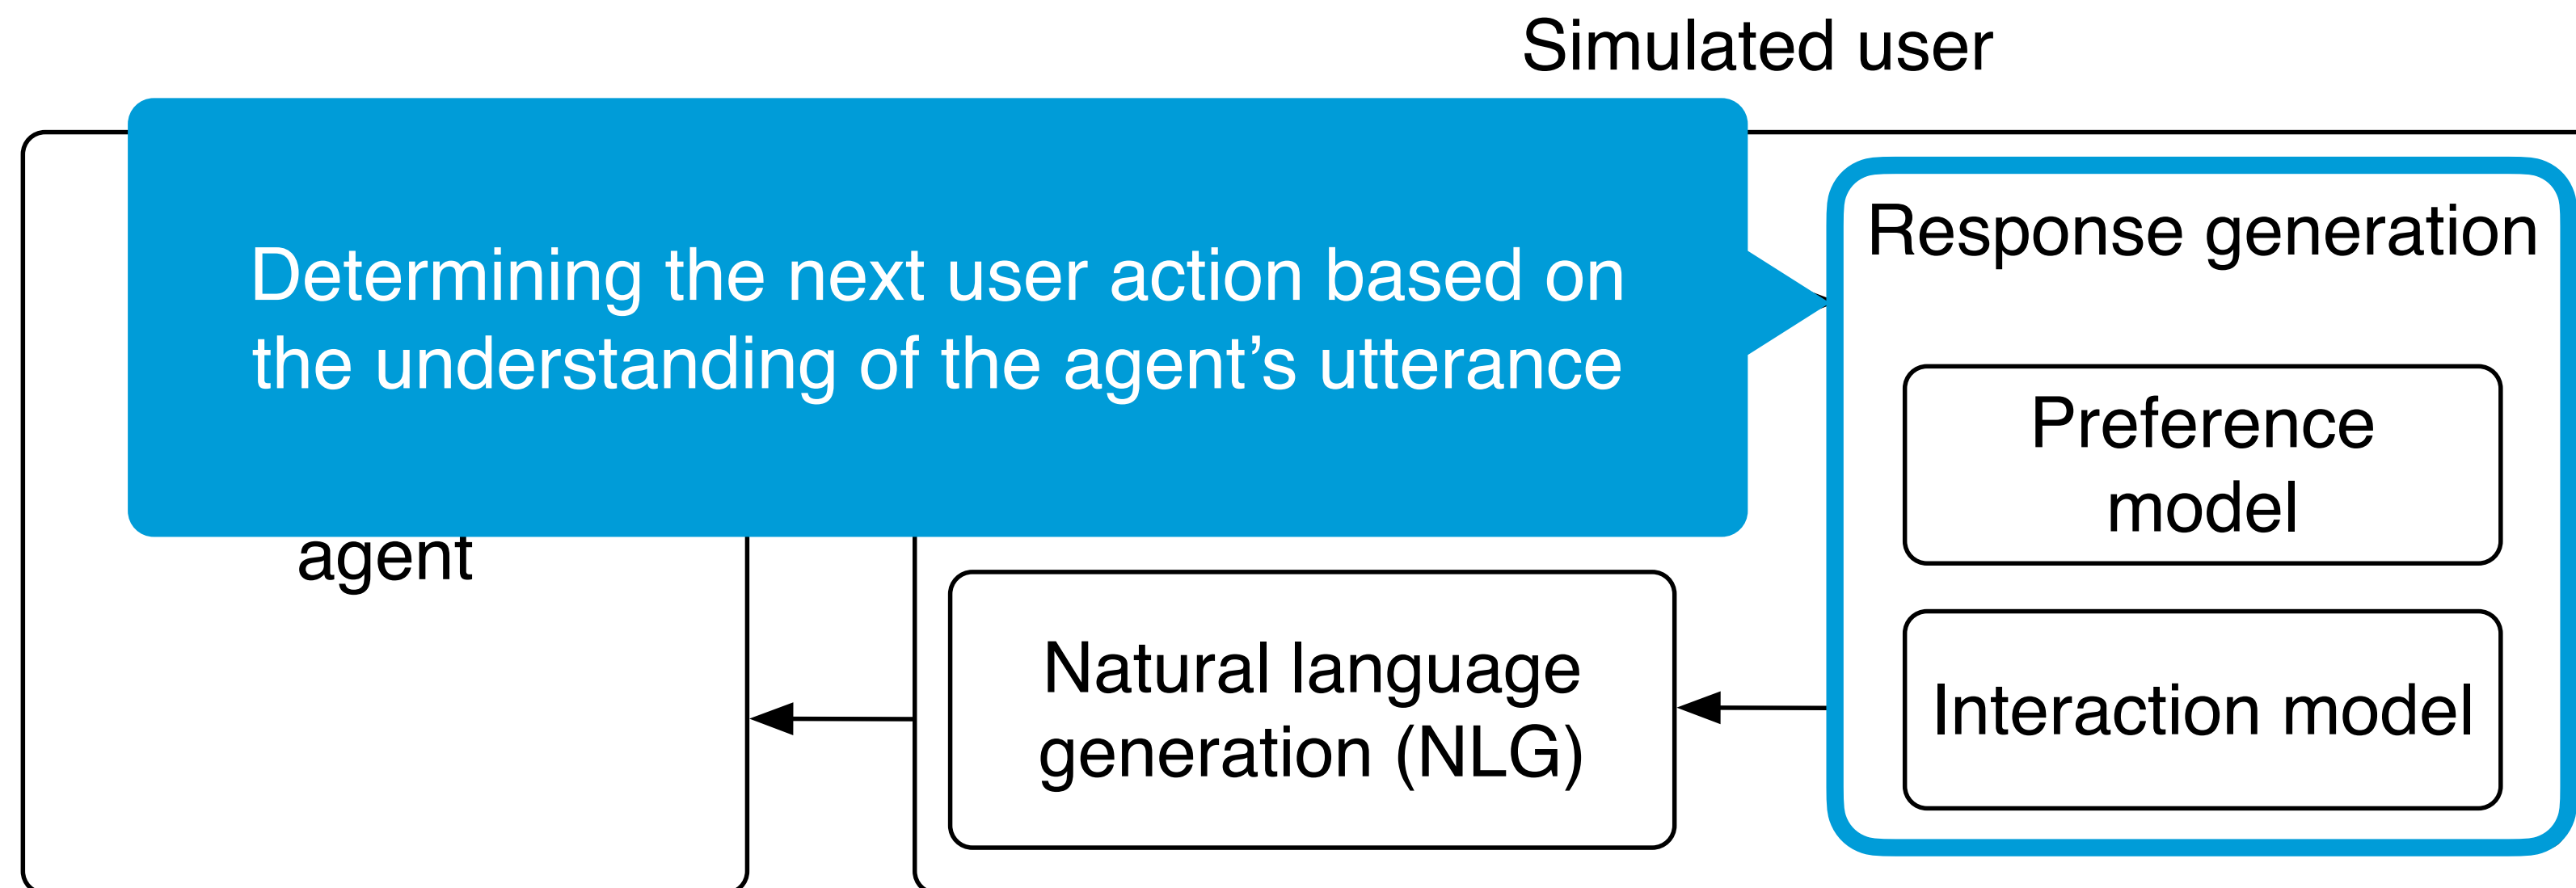 Simulated user
Determining the next user action based on
the understanding of the agent’s utterance
agent
Response generation
Preference
model
Interaction model
Natural language
generation (NLG)